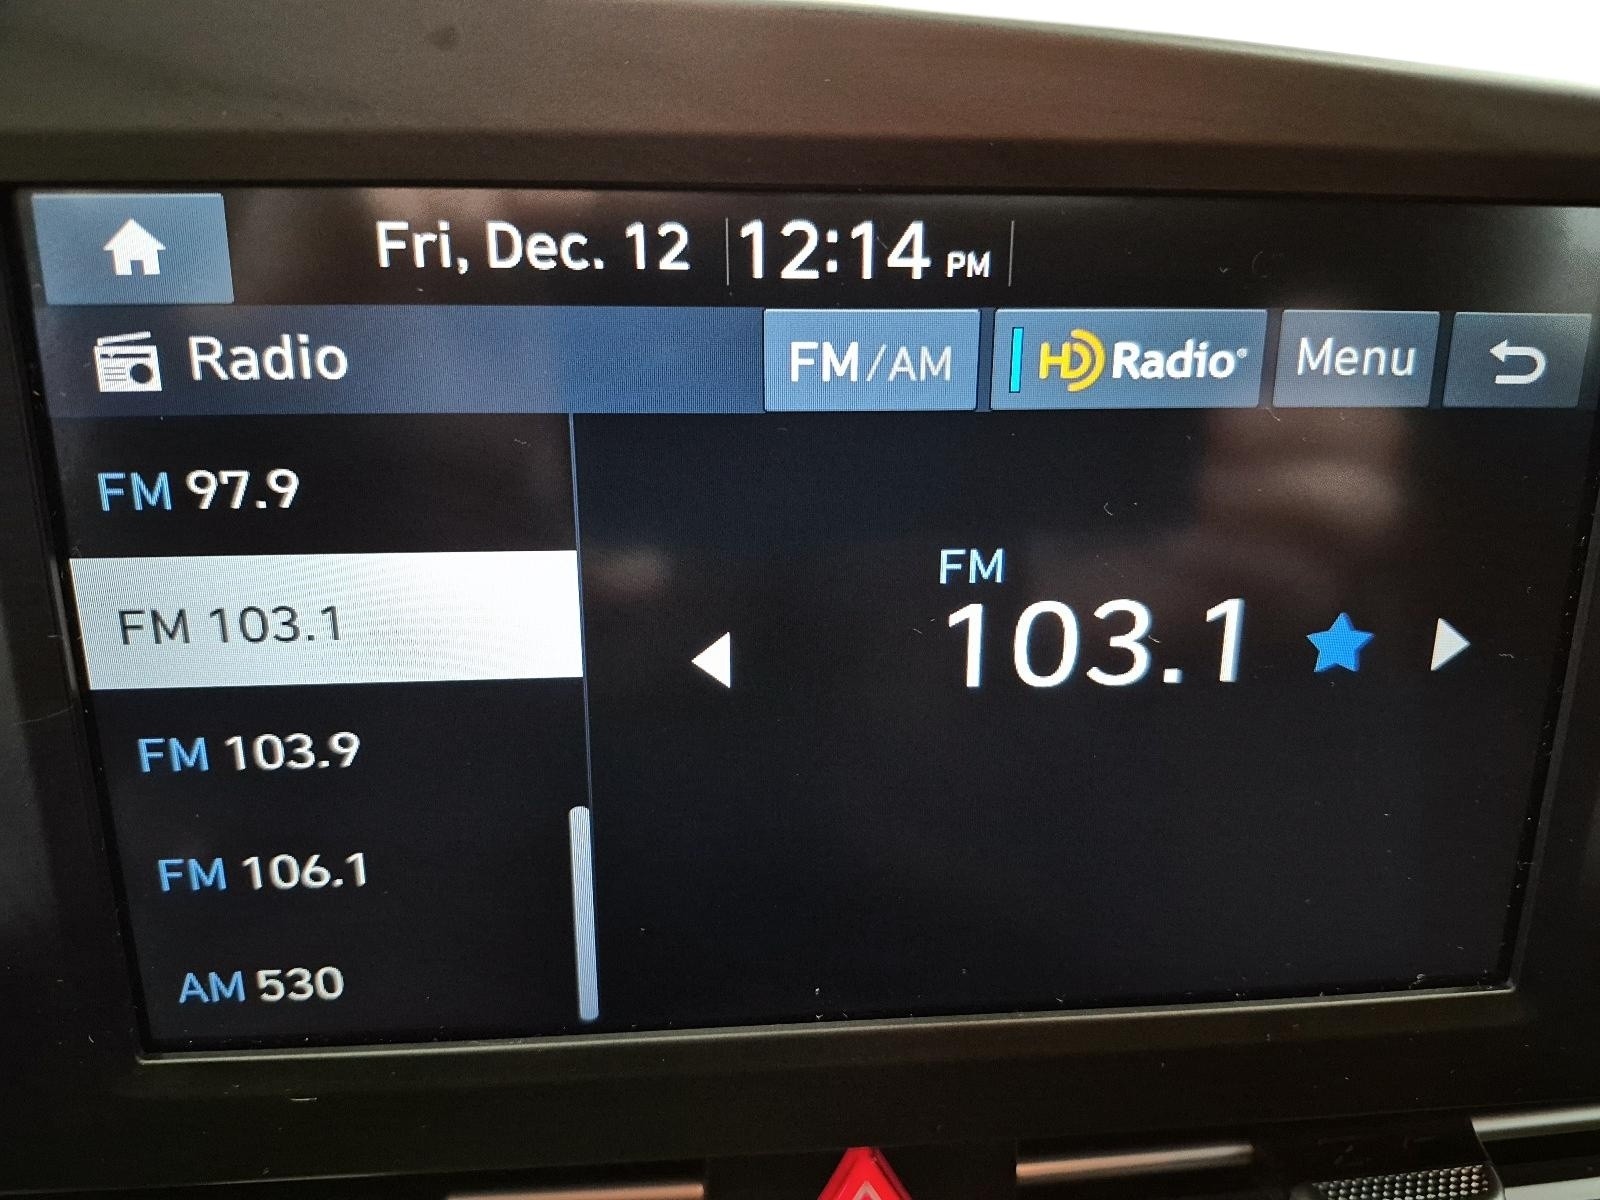 Fri, Dec. 12 12:14 PM
Radio FM/AM HD Radio® Menu
FM 97.9
FM 103.1
FM 103.9
FM 106.1
AM 530
FM
103.1